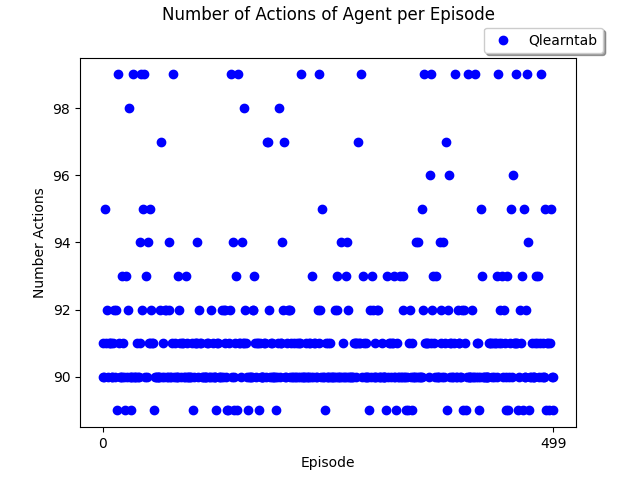 Number of Actions of Agent per Episode
Qlearntab
98
96
94
92
90
Number Actions
0
499
Episode